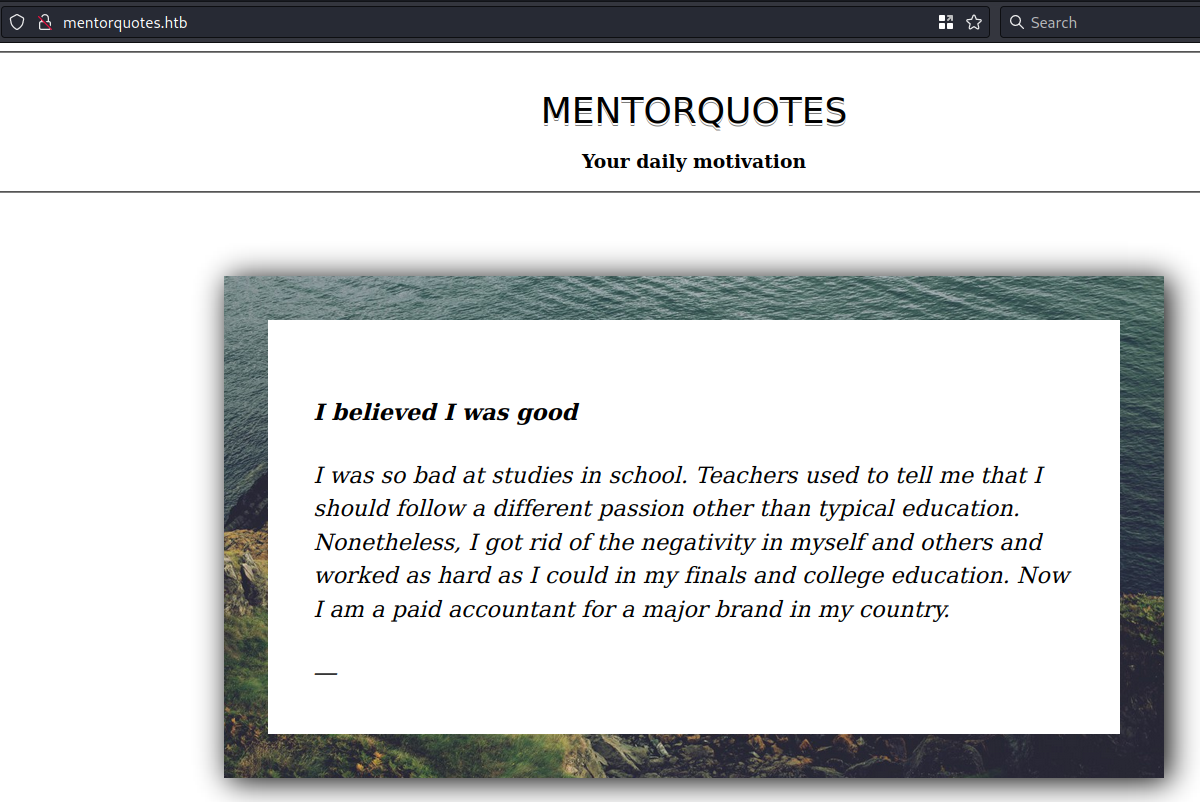 mentorquotes.htb
Search
MENTORQUOTES
Your daily motivation
I believed I was good
I was so bad at studies in school. Teachers used to tell me that I
should follow a different passion other than typical education.
Nonetheless, I got rid of the negativity in myself and others and
worked as hard as I could in my finals and college education. Now
I am a paid accountant for a major brand in my country.
—